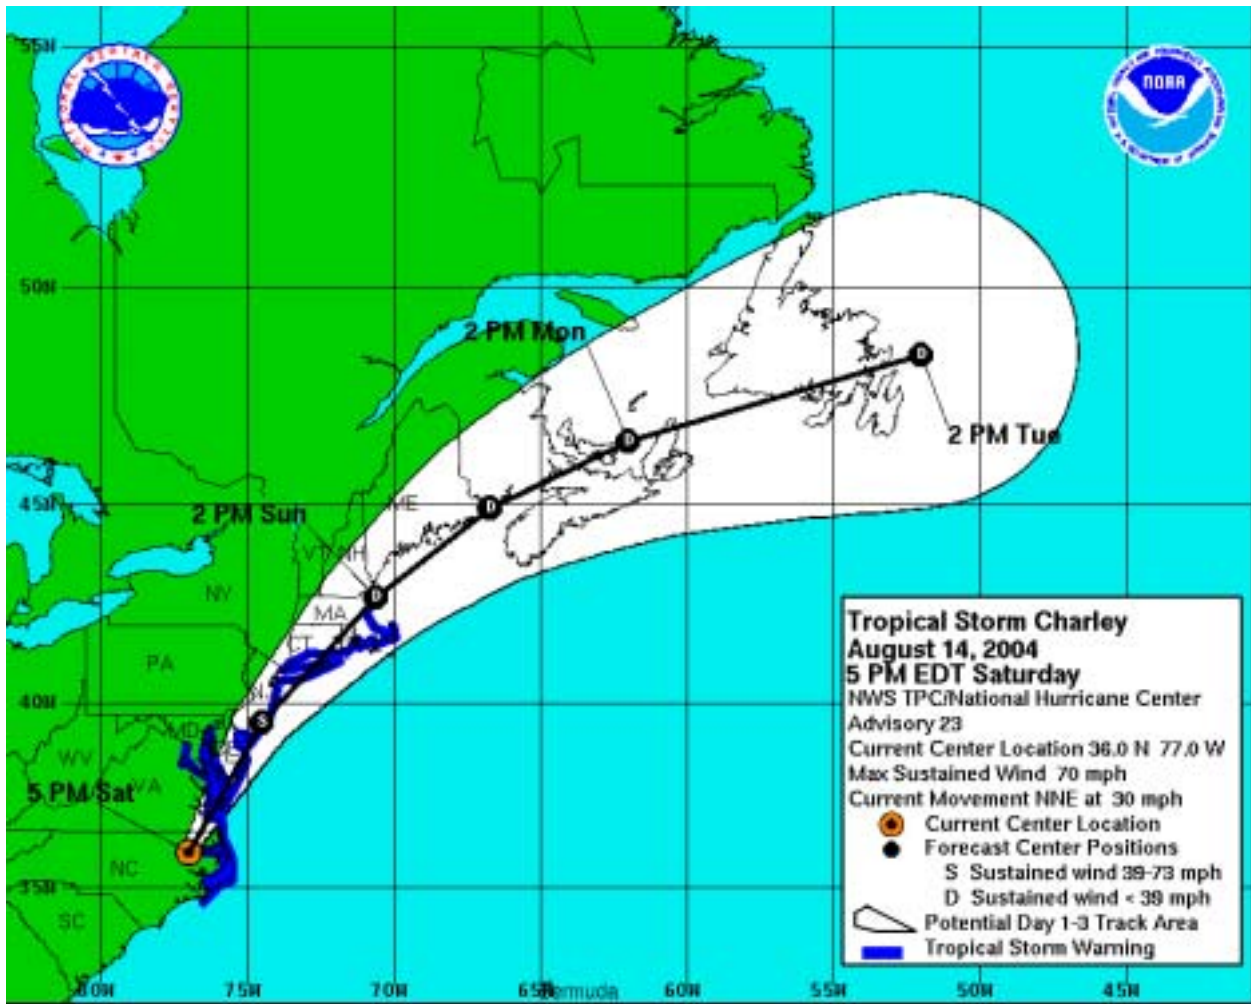 55N
NOAA
50N
2 PM Mon
2 PM Tue
45N
ME
2 PM Sun
VT
NH
NY
MA
CT
PA
40N
MD
DE
WV
VA
5 PM Sat
NC
35N
SC
80W
75W
70W
65W
Bermuda
60W
55W
50W
45W
Tropical Storm Charley
August 14, 2004
5 PM EDT Saturday
NWS TPC/National Hurricane Center
Advisory 23
Current Center Location 36.0 N 77.0 W
Max Sustained Wind 70 mph
Current Movement NNE at 30 mph
Current Center Location
Forecast Center Positions
S Sustained wind 39-73 mph
D Sustained wind < 39 mph
Potential Day 1-3 Track Area
Tropical Storm Warning
S
D
D
D
D